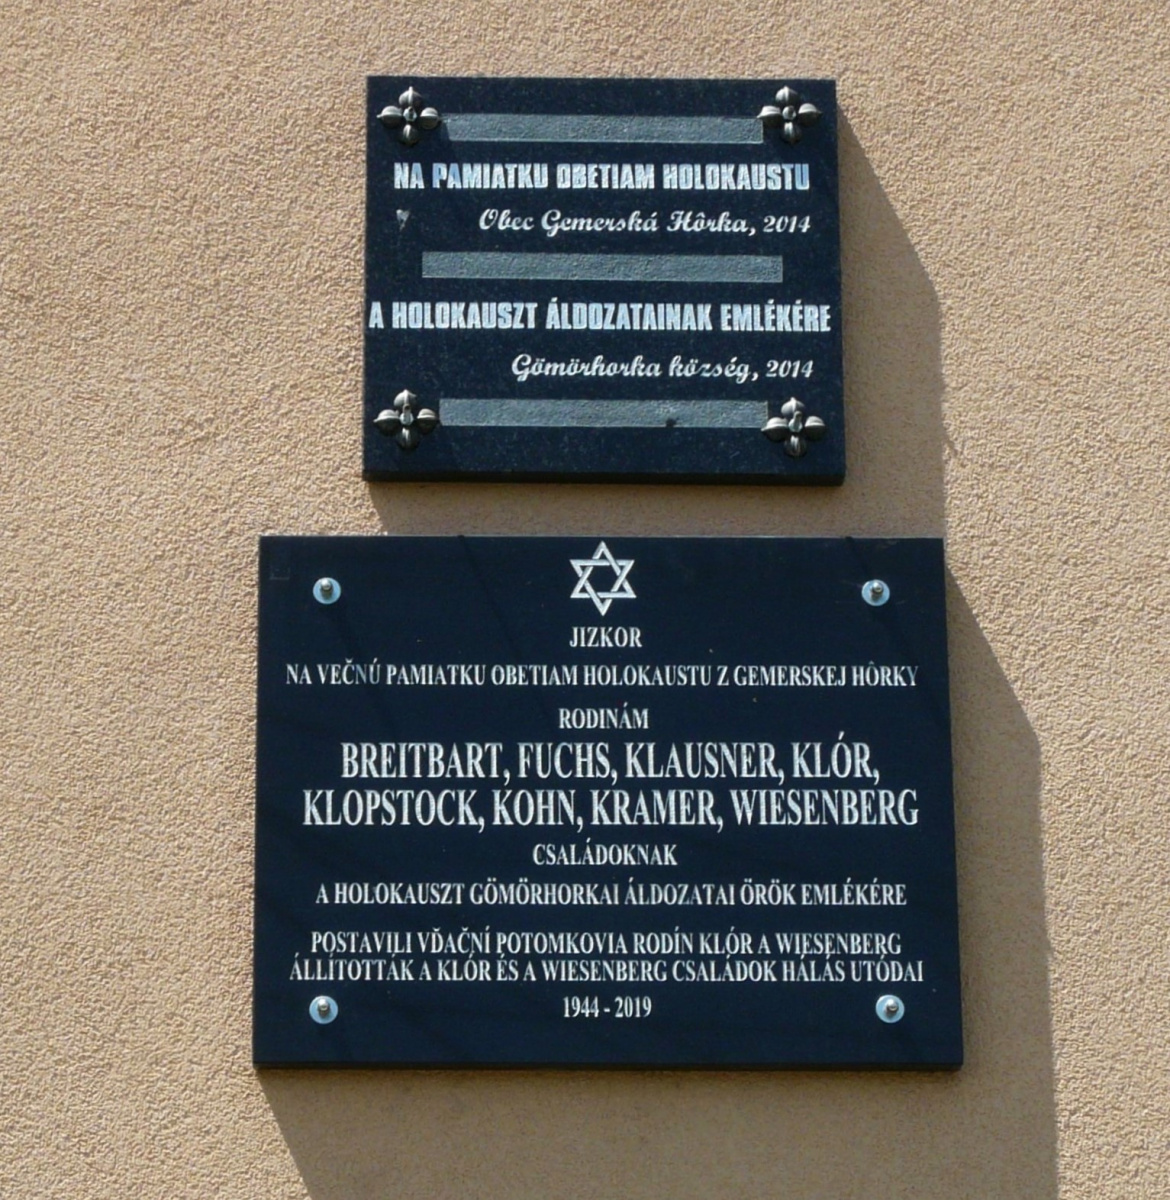 NA PAMIATKU OBETIAM HOLOKAUSTU
Obec Gemerská Hôrka, 2014
A HOLOKAUSZT ÁLDOZATAINAK EMLÉKÉRE
Gömörhorka község, 2014
JIZKOR
NA VEČNÚ PAMIATKU OBETIAM HOLOKAUSTU Z GEMERSKEJ HÔRKY
RODINÁM
BREITBART, FUCHS, KLAUSNER, KLÓR,
KLOPSTOCK, KOHN, KRAMER, WIESENBERG
CSALÁDOKNAK
A HOLOKAUSZT GÖMÖRHORKAI ÁLDOZATAI ÖRÖK EMLÉKÉRE
POSTAVILI VĎAČNÍ POTOMKOVIA RODÍN KLÓR A WIESENBERG
ÁLLÍTOTTÁK A KLÓR ÉS A WIESENBERG CSALÁDOK HÁLÁS UTÓDAI
1944 - 2019